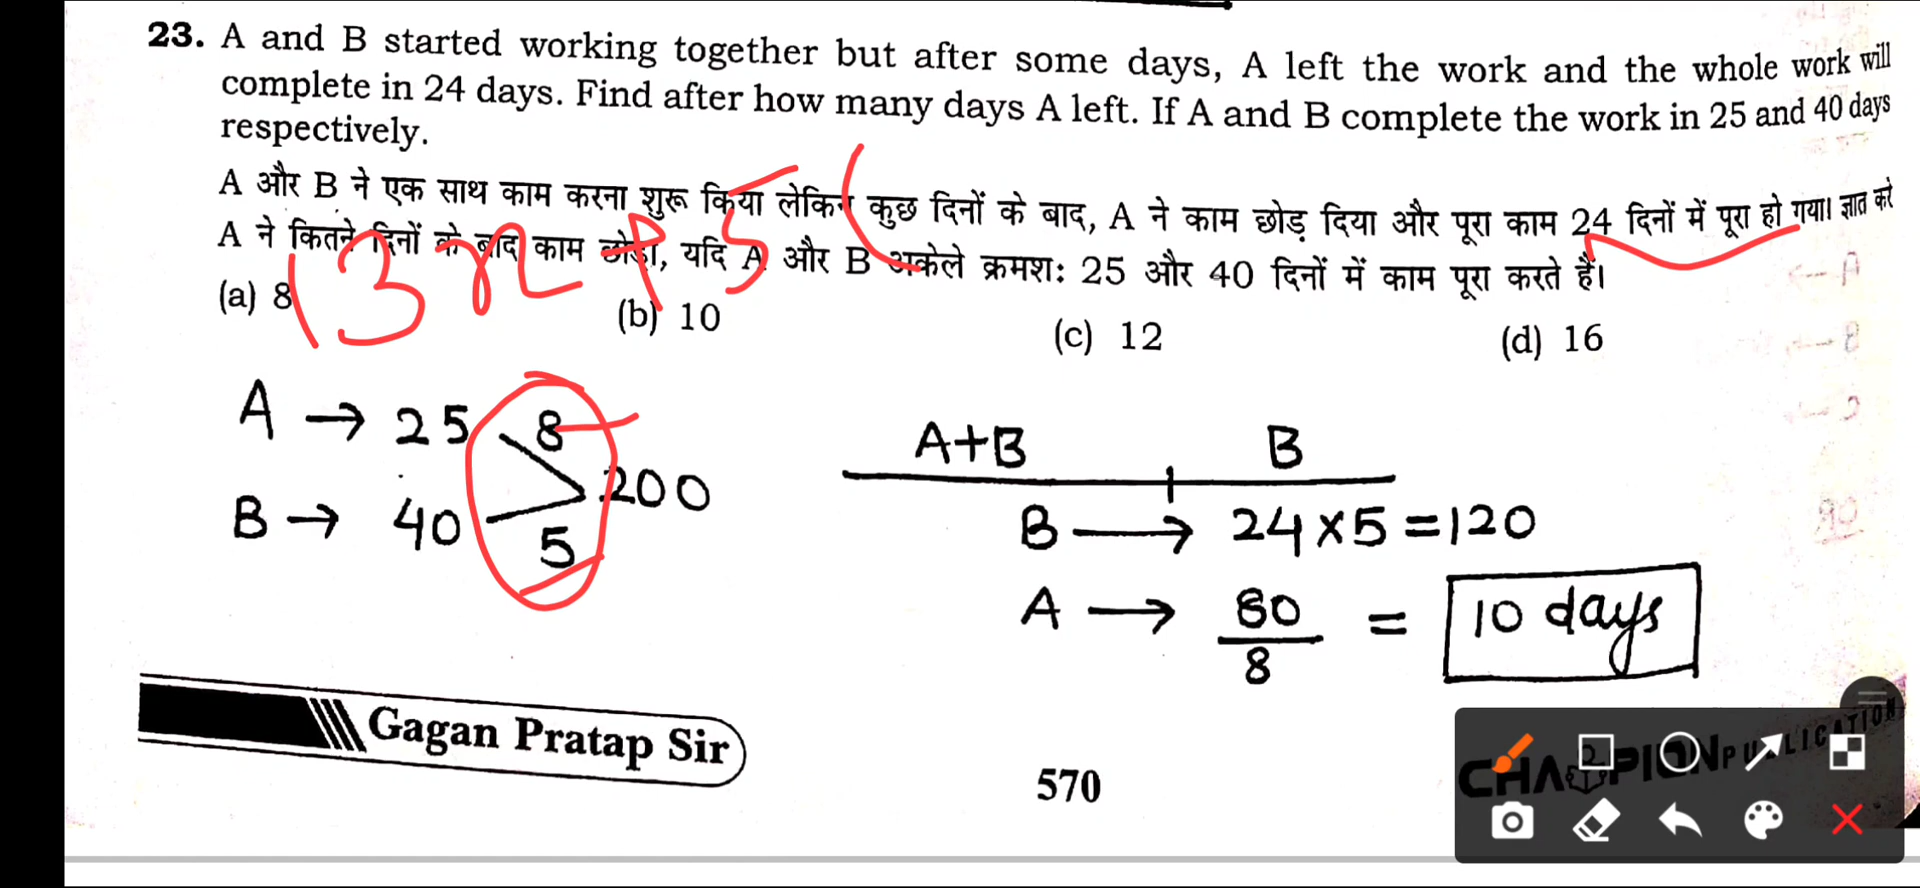 23. A and B started working together but after some days, A left the work and the whole work will
complete in 24 days. Find after how many days A left. If A and B complete the work in 25 and 40 days
respectively.
A और B ने एक साथ काम करना शुरू किया लेकिन कुछ दिनों के बाद, A ने काम छोड़ दिया और पूरा काम 24 दिनों में पूरा हो गया। ज्ञात करे
A ने कितने दिनों के बाद काम छोड़ा, यदि A और B अकेले क्रमशः 25 और 40 दिनों में काम पूरा करते हैं।
(a) 8 (b) 10 (c) 12 (d) 16
A → 25 8
200
B → 40 5
A+B B
B → 24×5 =120
A → 80/8 = 10 days
Gagan Pratap Sir
570
CHAMPION PUBLICATION